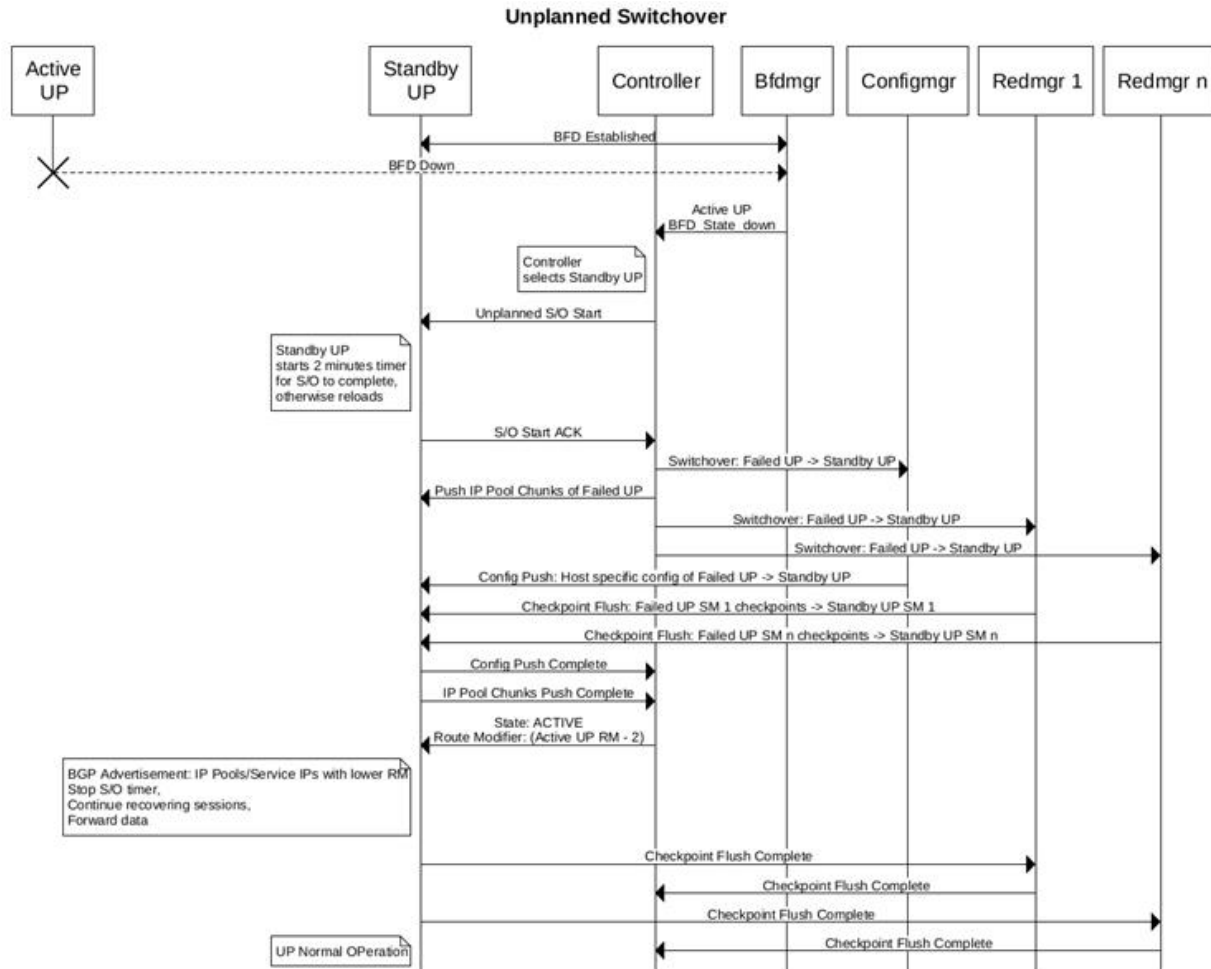 Unplanned Switchover
Active
UP
Standby
UP
Controller
Bfdmgr
Configmgr
Redmgr 1
Redmgr n
BFD Established
BFD Down
Active UP
BFD_State_down
Controller
selects Standby UP
Unplanned S/O Start
Standby UP
starts 2 minutes timer
for S/O to complete,
otherwise reloads
S/O Start ACK
Switchover: Failed UP -> Standby UP
Push IP Pool Chunks of Failed UP
Switchover: Failed UP -> Standby UP
Switchover: Failed UP -> Standby UP
Config Push: Host specific config of Failed UP -> Standby UP
Checkpoint Flush: Failed UP SM 1 checkpoints -> Standby UP SM 1
Checkpoint Flush: Failed UP SM n checkpoints -> Standby UP SM n
Config Push Complete
IP Pool Chunks Push Complete
State: ACTIVE
Route Modifier: (Active UP RM - 2)
BGP Advertisement: IP Pools/Service IPs with lower RM
Stop S/O timer,
Continue recovering sessions,
Forward data
Checkpoint Flush Complete
Checkpoint Flush Complete
Checkpoint Flush Complete
Checkpoint Flush Complete
UP Normal OPeration